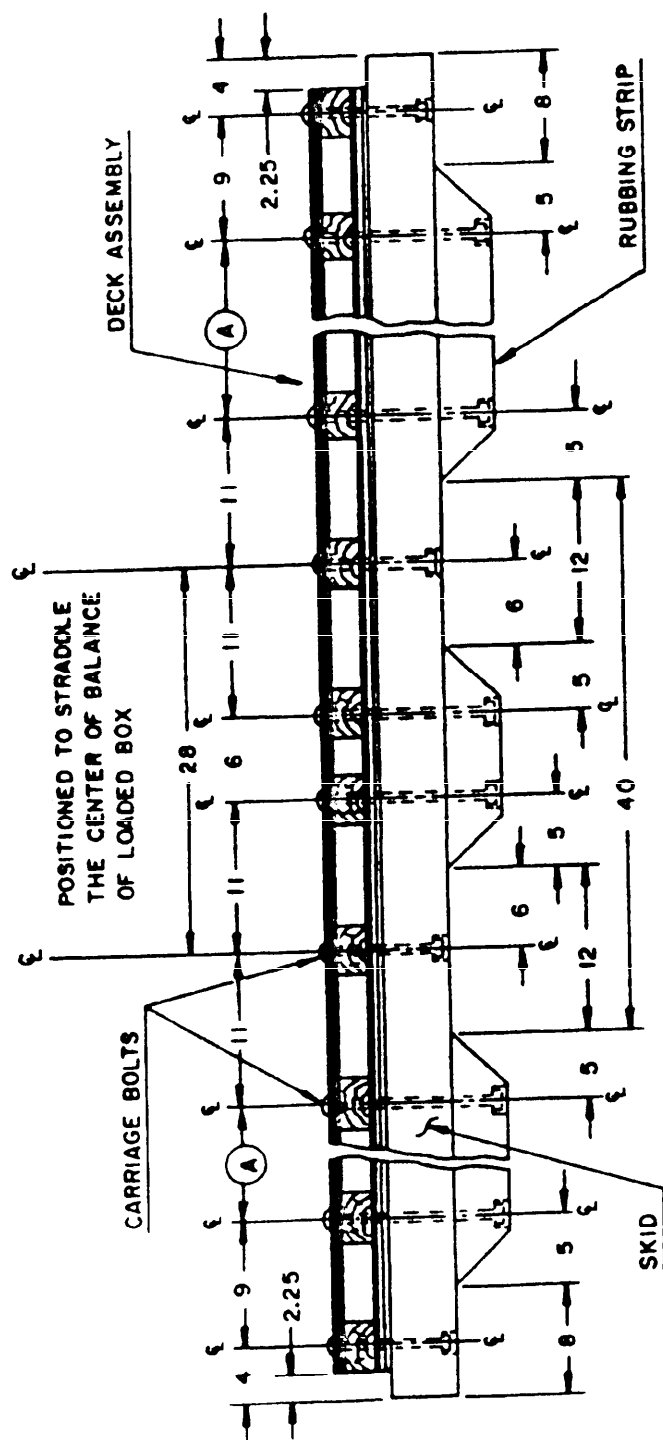 ℄ ℄
POSITIONED TO STRADDLE
THE CENTER OF BALANCE
OF LOADED BOX
CARRIAGE BOLTS
DECK ASSEMBLY
28
℄ ℄ ℄ ℄ ℄ ℄ ℄ ℄
4 9 A 11 11 6 11 11 A 9 4
2.25 2.25
℄ ℄ ℄ ℄
6 6
8 5 5 12 5 5 12 5 5 8
℄ ℄ ℄ ℄ ℄ ℄
40
SKID
RUBBING STRIP